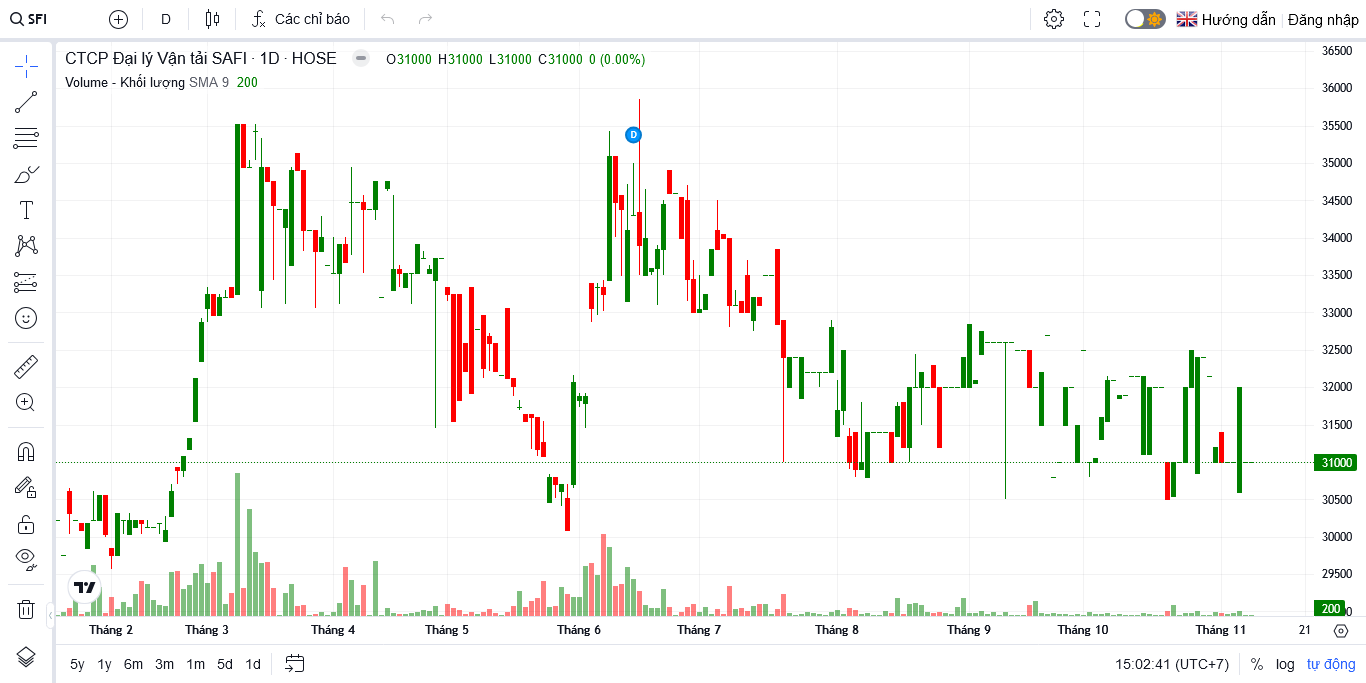 SFI
D
Các chỉ báo
Hướng dẫn
Đăng nhập
CTCP Đại lý Vận tải SAFI · 1D · HOSE
O31000 H31000 L31000 C31000 0 (0.00%)
Volume - Khối lượng SMA 9 200
D
36500
36000
35500
35000
34500
34000
33500
33000
32500
32000
31500
31000
30500
30000
29500
200
Tháng 2
Tháng 3
Tháng 4
Tháng 5
Tháng 6
Tháng 7
Tháng 8
Tháng 9
Tháng 10
Tháng 11
21
5y 1y 6m 3m 1m 5d 1d
15:02:41 (UTC+7)
% log tự động